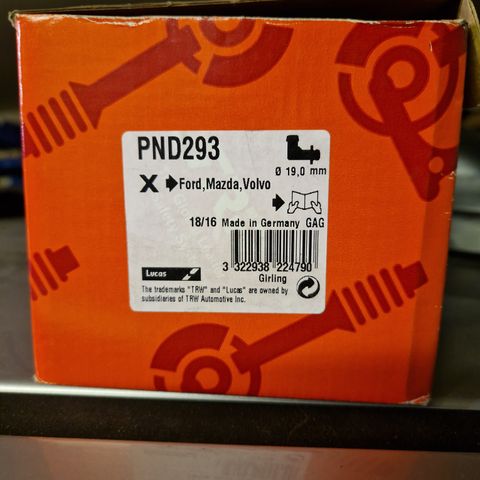 PND293
Ø 19,0 mm
X Ford,Mazda,Volvo
18/16 Made in Germany GAG
3 322938 224790
Girling
Lucas
The trademarks "TRW" and "Lucas" are owned by
subsidiaries of TRW Automotive Inc.